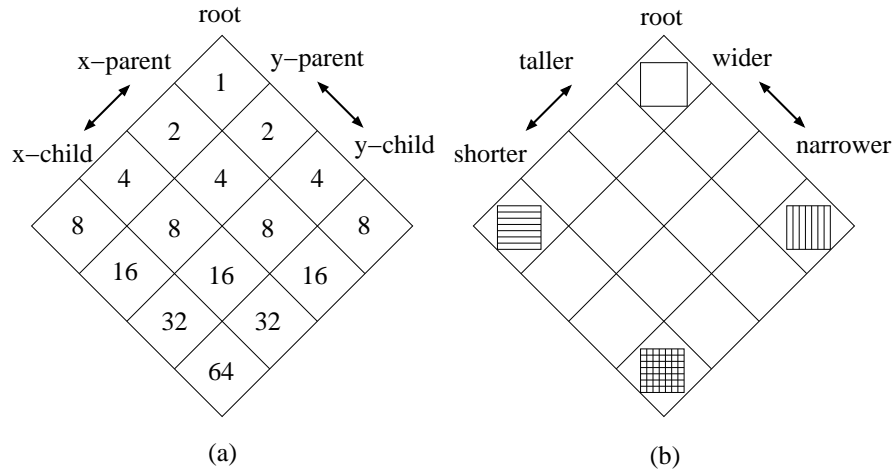 root
x−parent
y−parent
1
2 2
x−child
y−child
4 4 4
8 8 8 8
16 16 16
32 32
64
(a)
root
taller
wider
shorter
narrower
(b)